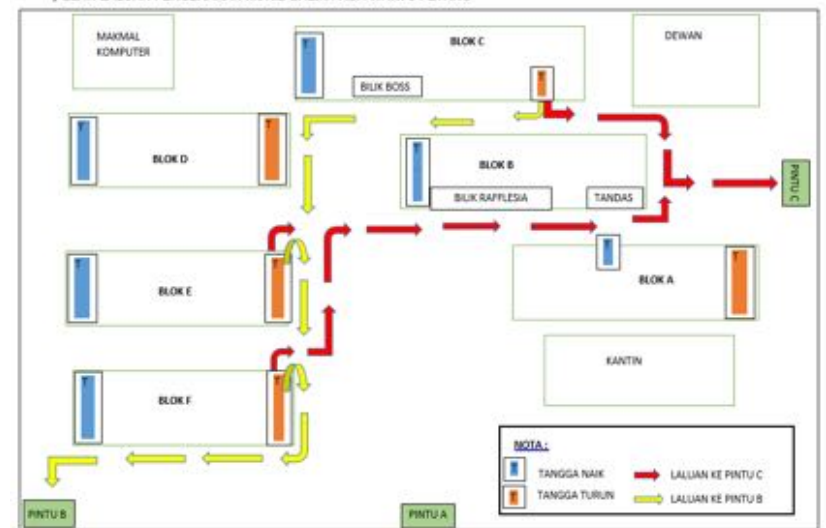 MAKMAL
KOMPUTER
T
BLOK C
DEWAN
BILIK BOSS
T
T
T
BLOK D
T
BLOK B
BILIK RAFFLESIA
TANDAS
PINTU C
T
T
BLOK E
T
T
BLOK A
KANTIN
T
T
BLOK F
NOTA :
T TANGGA NAIK
LALUAN KE PINTU C
T TANGGA TURUN
LALUAN KE PINTU B
PINTU B
PINTU A